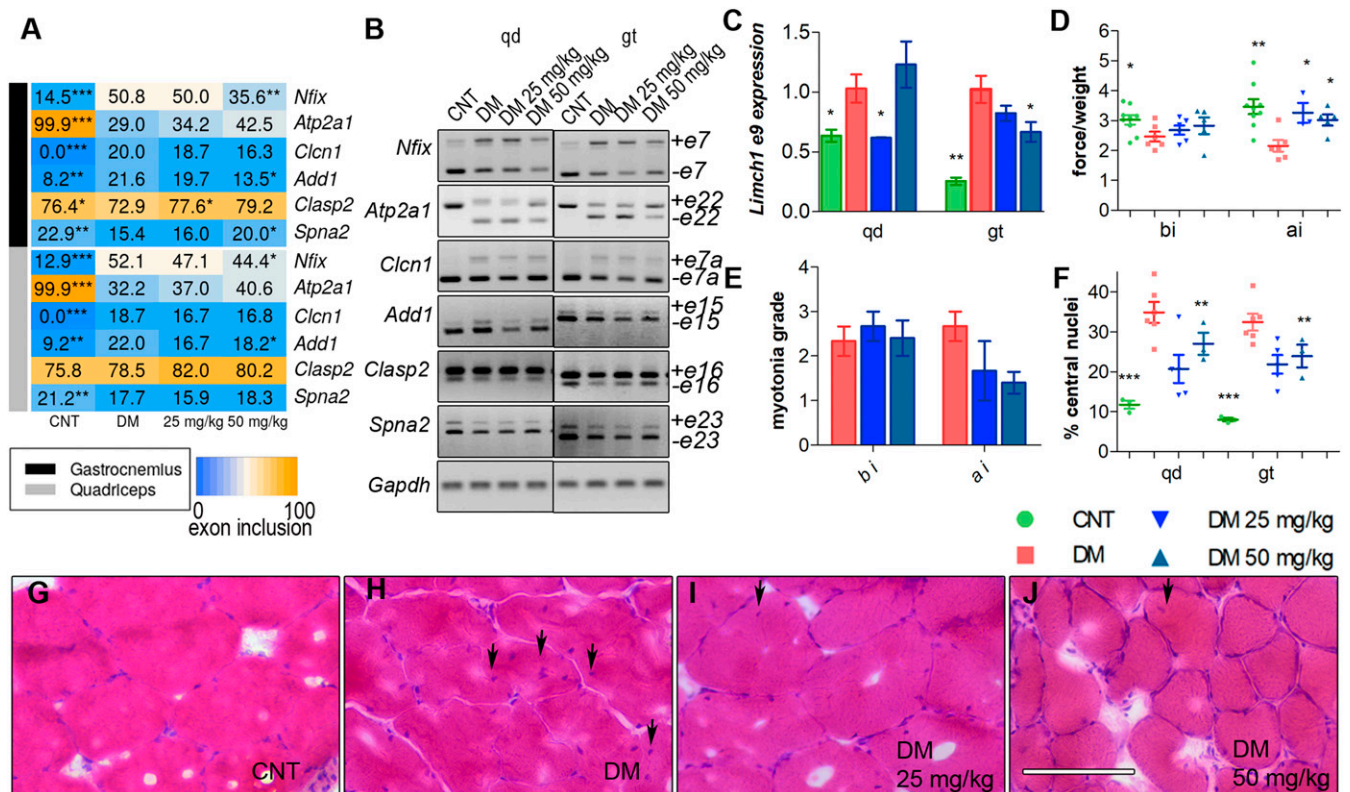 A
14.5*** 50.8 50.0 35.6** Nfix
99.9*** 29.0 34.2 42.5 Atp2a1
0.0*** 20.0 18.7 16.3 Clcn1
8.2** 21.6 19.7 13.5* Add1
76.4* 72.9 77.6* 79.2 Clasp2
22.9** 15.4 16.0 20.0* Spna2
12.9*** 52.1 47.1 44.4* Nfix
99.9*** 32.2 37.0 40.6 Atp2a1
0.0*** 18.7 16.7 16.8 Clcn1
9.2** 22.0 16.7 18.2* Add1
75.8 78.5 82.0 80.2 Clasp2
21.2** 17.7 15.9 18.3 Spna2
CNT DM 25 mg/kg 50 mg/kg
Gastrocnemius
Quadriceps
0 100
exon inclusion
B
qd gt
CNT DM DM 25 mg/kg DM 50 mg/kg CNT DM DM 25 mg/kg DM 50 mg/kg
Nfix +e7
-e7
Atp2a1 +e22
-e22
Clcn1 +e7a
-e7a
Add1 +e15
-e15
Clasp2 +e16
-e16
Spna2 +e23
-e23
Gapdh
C
Limch1 e9 expression
1.5
1.0
0.5
0.0
* * ** *
qd gt
D
force/weight
6
5
4
3
2
1
0
* ** * *
bi ai
E
myotonia grade
4
3
2
1
0
b i a i
F
% central nuclei
40
30
20
10
0
*** ** *** **
qd gt
CNT DM 25 mg/kg
DM DM 50 mg/kg
G
CNT
H
DM
I
DM
25 mg/kg
J
DM
50 mg/kg